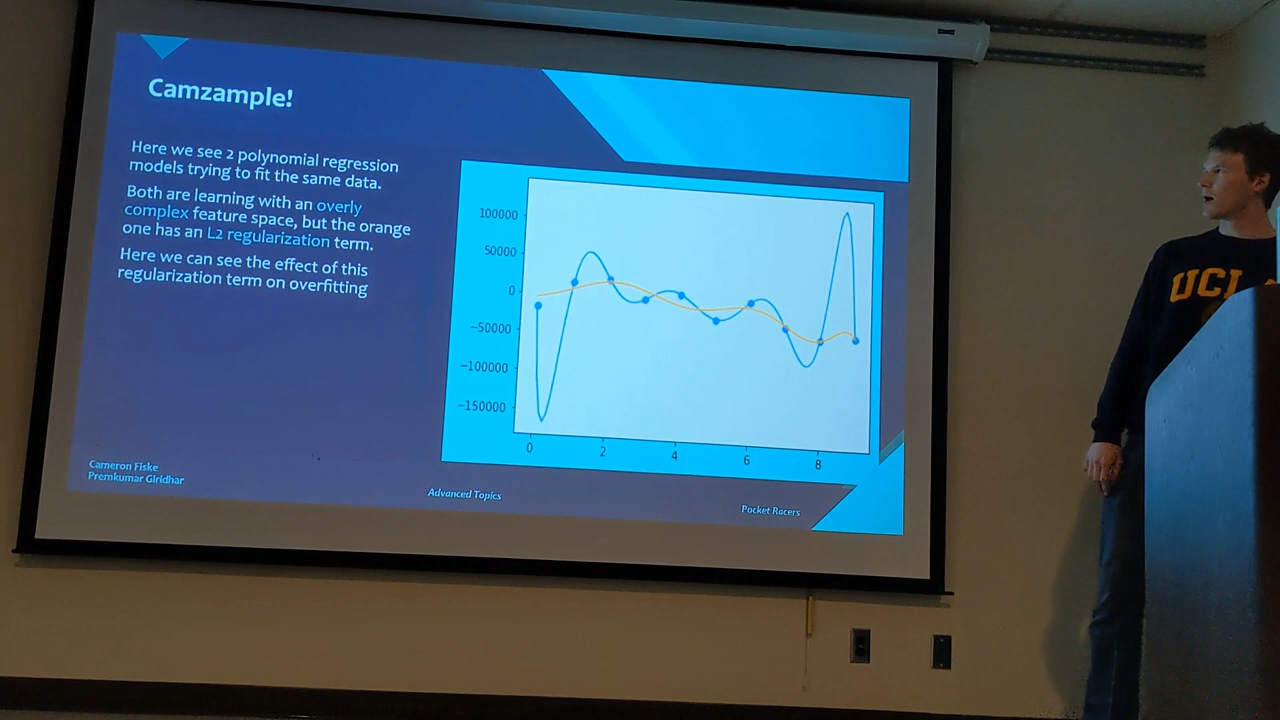 Camzample!
Here we see 2 polynomial regression
models trying to fit the same data.
Both are learning with an overly
complex feature space, but the orange
one has an L2 regularization term.
Here we can see the effect of this
regularization term on overfitting
100000
50000
0
−50000
−100000
−150000
0 2 4 6 8
Cameron Fiske
Premkumar Giridhar
Advanced Topics
Pocket Racers
UCL